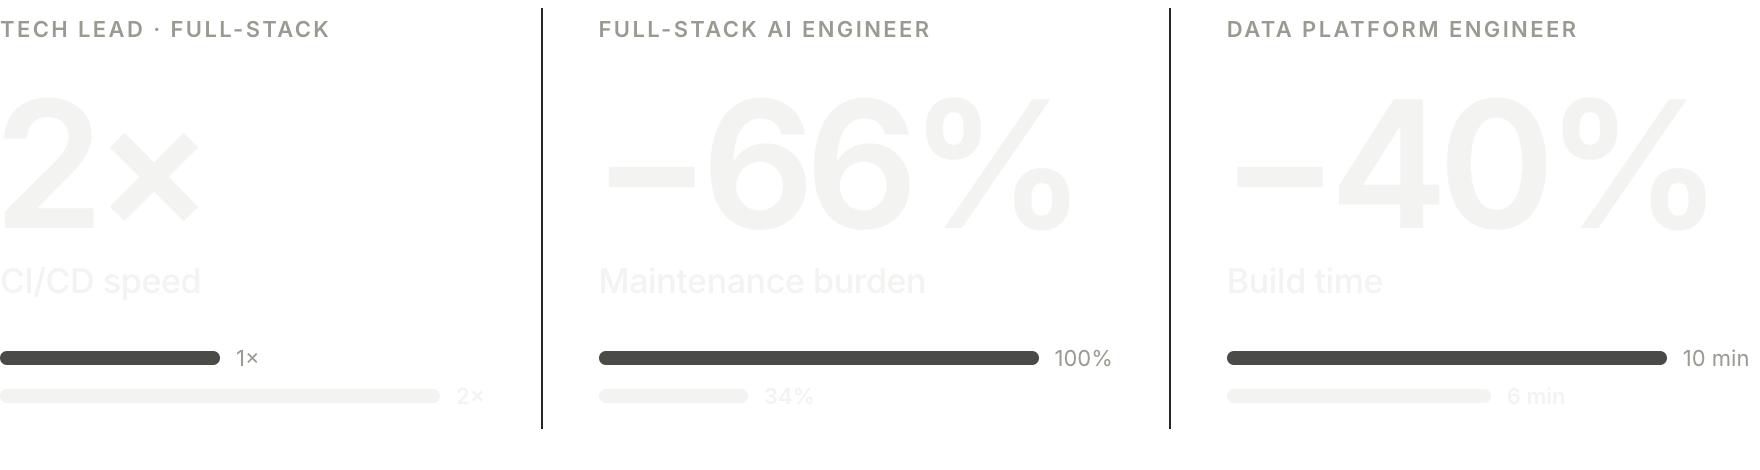 TECH LEAD · FULL-STACK
2×
CI/CD speed
1×
2×
FULL-STACK AI ENGINEER
−66%
Maintenance burden
100%
34%
DATA PLATFORM ENGINEER
−40%
Build time
10 min
6 min